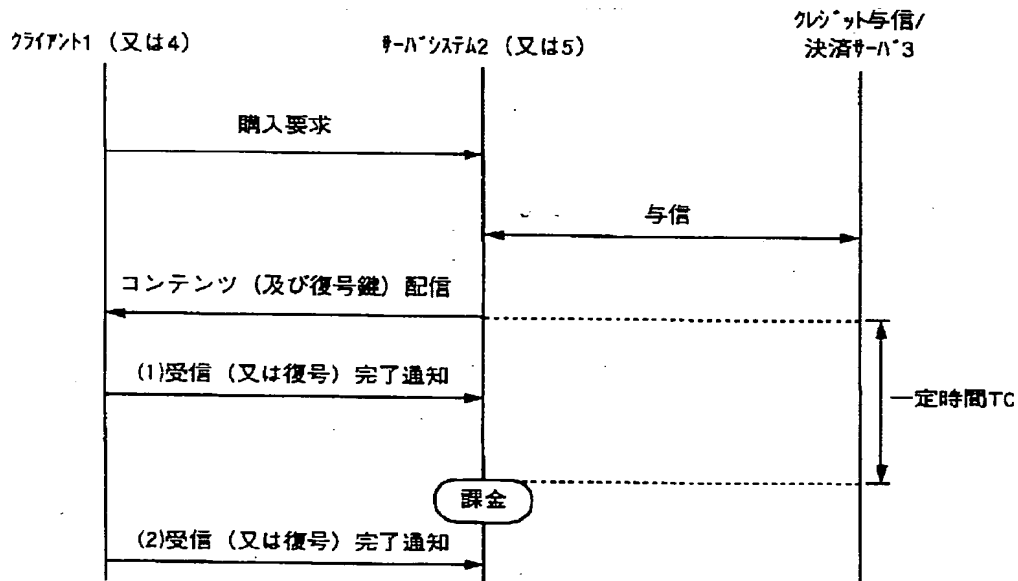 クライアント1（又は4）
サーバシステム2（又は5）
クレジット与信/
決済サーバ3
購入要求
与信
コンテンツ（及び復号鍵）配信
(1)受信（又は復号）完了通知
一定時間TC
課金
(2)受信（又は復号）完了通知